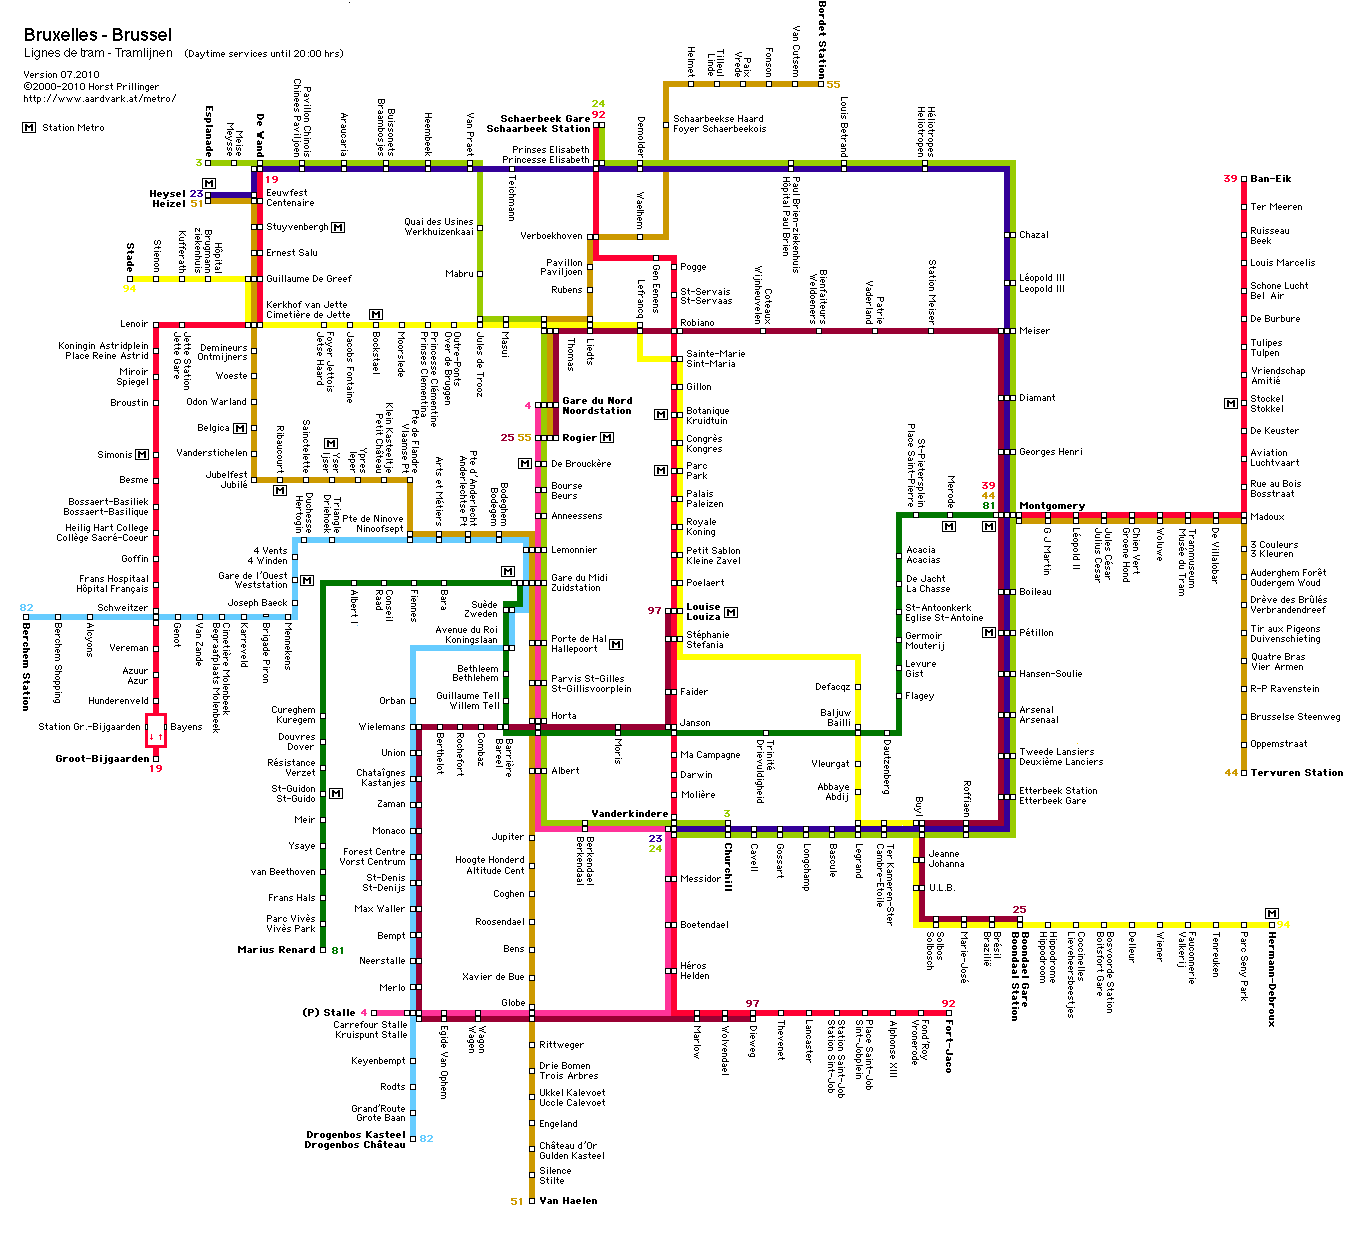 Bruxelles - Brussel
Lignes de tram - Tramlijnen (Daytime services until 20:00 hrs)
Version 07.2010
©2000-2010 Horst Prillinger
http://www.aardvark.at/metro/
M Station Metro
Bordet Station
55
Van Cutsem
Fonson
Paix
Vrede
Tilleul
Linde
Helmet
Schaarbeekse Haard
Foyer Schaerbeekois
24
92
Schaerbeek Gare
Schaarbeek Station
Prinses Elisabeth
Princesse Elisabeth
Demolder
Waelhem
Verboekhoven
Pavillon
Paviljoen
Rubens
Liedts
Thomas
Esplanade
3
Meise
Meysse
De Wand
Pavillon Chinois
Chinees Paviljoen
Araucaria
Buissonets
Braambosjes
Heembeek
Van Praet
Teichmann
Paul Brien-ziekenhuis
Hôpital Paul Brien
Louis Betrand
Héliotropes
Heliotropen
M
Heysel 23
Heizel 51
19
Eeuwfest
Centenaire
Stuyvenbergh M
Ernest Salu
Guillaume De Greef
Kerkhof van Jette
Cimetière de Jette
Stade
94
Stienon
Kufferath
Hôpital
Brugmann
ziekenhuis
Quai des Usines
Werkhuizenkaai
Mabru
Gen Eenens
Lefrancq
Pogge
St-Servais
St-Servaas
Robiano
Coteaux
Wijnheuvelen
Bienfaiteurs
Weldoeners
Patrie
Vaderland
Station Meiser
Chazal
Léopold III
Leopold III
Meiser
Diamant
Georges Henri
39 Ban-Eik
Ter Meeren
Ruisseau
Beek
Louis Marcelis
Schone Lucht
Bel Air
De Burbure
Tulipes
Tulpen
Vriendschap
Amitié
M Stockel
Stokkel
De Keuster
Aviation
Luchtvaart
Rue au Bois
Bosstraat
Madoux
3 Couleurs
3 Kleuren
Auderghem Forêt
Oudergem Woud
Drève des Brûlés
Verbrandendreef
Tir aux Pigeons
Duivenschieting
Quatre Bras
Vier Armen
R-P Ravenstein
Brusselse Steenweg
Oppemstraat
44 Tervuren Station
Lenoir
Jette Station
Jette Gare
Koningin Astridplein
Place Reine Astrid
Miroir
Spiegel
Broustin
Simonis M
Besme
Bossaert-Basiliek
Bossaert-Basilique
Heilig Hart College
Collège Sacré-Coeur
Goffin
Frans Hospitaal
Hôpital Français
Schweitzer
Vereman
Azuur
Azur
Hunderenveld
Station Gr.-Bijgaarden
Bayens
↓ ↑
Groot-Bijgaarden
19
Demineurs
Ontmijners
Woeste
Odon Warland
Belgica M
Vanderstichelen
Jubelfest
Jubilé
Foyer Jettois
Jetse Haard
Jacobs Fontaine
M
Bockstael
Moorslede
Princesse Clémentine
Prinses Clementina
Outre-Ponts
Over de Bruggen
Jules de Trooz
Masui
Ribaucourt
M
Sainctelette
M
Yser
Ijser
Ypres
Ieper
Klein Kasteeltje
Petit Château
Pte de Flandre
Vlaamse Pt
Pte de Ninove
Ninoofsept
Arts et Métiers
Pte d'Anderlecht
Anderlechtse Pt
Bodeghem
Bodegem
Duchesse
Hertogin
Triangle
Driehoek
4 Vents
4 Winden
Gare de l'Ouest
Weststation
M
Joseph Baeck
82
Berchem Station
Berchem Shopping
Alcyons
Genot
Van Zande
Cimetière Molenbeek
Begraafplaats Molenbeek
Karreveld
Brigade Piron
Mennekens
4
Gare du Nord
Noordstation
25 55
Rogier M
M
De Brouckère
Bourse
Beurs
Anneessens
Lemonnier
M
Gare du Midi
Zuidstation
Porte de Hal
Hallepoort
M
Parvis St-Gilles
St-Gillisvoorplein
Horta
Albert
Sainte-Marie
Sint-Maria
Gillon
M Botanique
Kruidtuin
Congrès
Kongres
M Parc
Park
Palais
Paleizen
Royale
Koning
Petit Sablon
Kleine Zavel
Poelaert
97
Louise
Louiza
M
Stéphanie
Stefania
Faider
Janson
Ma Campagne
Darwin
Molière
Vanderkindere
23
24
3
Churchill
Cavell
Gossart
Longchamp
Bascule
Legrand
Ter Kameren-Ster
Cambre-Etoile
Buyl
Roffiaen
St-Pietersplein
Place Saint-Pierre
Merode
M
M
39
44
81
Montgomery
G J Martin
Léopold II
Jules César
Julius Cesar
Chien Vert
Groene Hond
Woluwe
Trammuseum
Musée du Tram
De Villalobar
Acacia
Acacias
De Jacht
La Chasse
St-Antoonkerk
Eglise St-Antoine
Germoir
Mouterij
Levure
Gist
Flagey
Boileau
M
Pétillon
Hansen-Soulie
Arsenal
Arsenaal
Tweede Lansiers
Deuxième Lanciers
Etterbeek Station
Etterbeek Gare
Albert I
Conseil
Raad
Fiennes
Bara
Suède
Zweden
Avenue du Roi
Koningslaan
Bethleem
Bethlehem
Guillaume Tell
Willem Tell
Barrière
Bareel
Cureghem
Kuregem
Douvres
Dover
Résistance
Verzet
St-Guidon
St-Guido
M
Meir
Ysaye
van Beethoven
Frans Hals
Parc Vivès
Vivès Park
Marius Renard 81
Orban
Wielemans
Berthelot
Rochefort
Combaz
Moris
Trinité
Drievuldigheid
Dautzenberg
Defacqz
Baljuw
Bailli
Vleurgat
Abbaye
Abdij
Union
Chataîgnes
Kastanjes
Zaman
Monaco
Forest Centre
Vorst Centrum
St-Denis
St-Denijs
Max Waller
Bempt
Neerstalle
Merlo
(P) Stalle 4
Carrefour Stalle
Kruispunt Stalle
Keyenbempt
Rodts
Grand'Route
Grote Baan
Drogenbos Kasteel
Drogenbos Château
82
Egide Van Ophem
Wagon
Wagen
Jupiter
Hoogte Honderd
Altitude Cent
Coghen
Roosendael
Bens
Xavier de Bue
Globe
Rittweger
Drie Bomen
Trois Arbres
Ukkel Kalevoet
Uccle Calevoet
Engeland
Château d'Or
Gulden Kasteel
Silence
Stilte
51
Van Haelen
Berkendael
Berkendaal
Messidor
Boetendael
Héros
Helden
97
Marlow
Wolvendael
Dieweg
Thevenet
Lancaster
Station Saint-Job
Station Sint-Job
Place Saint-Job
Sint-Jobplein
Alphonse XIII
Fond'Roy
Vronerode
92
Fort-Jaco
Jeanne
Johanna
U.L.B.
Solbos
Solbosch
Marie-José
Brésil
Brazilië
25
Boondael Gare
Boondaal Station
Hippodrome
Hippodroom
Coccinelles
Lieveheersbeestjes
Bosvoorde Station
Boitsfort Gare
Delleur
Wiener
Fauconnerie
Valkerij
Tenreuken
Parc Seny Park
M
94
Hermann-Debroux